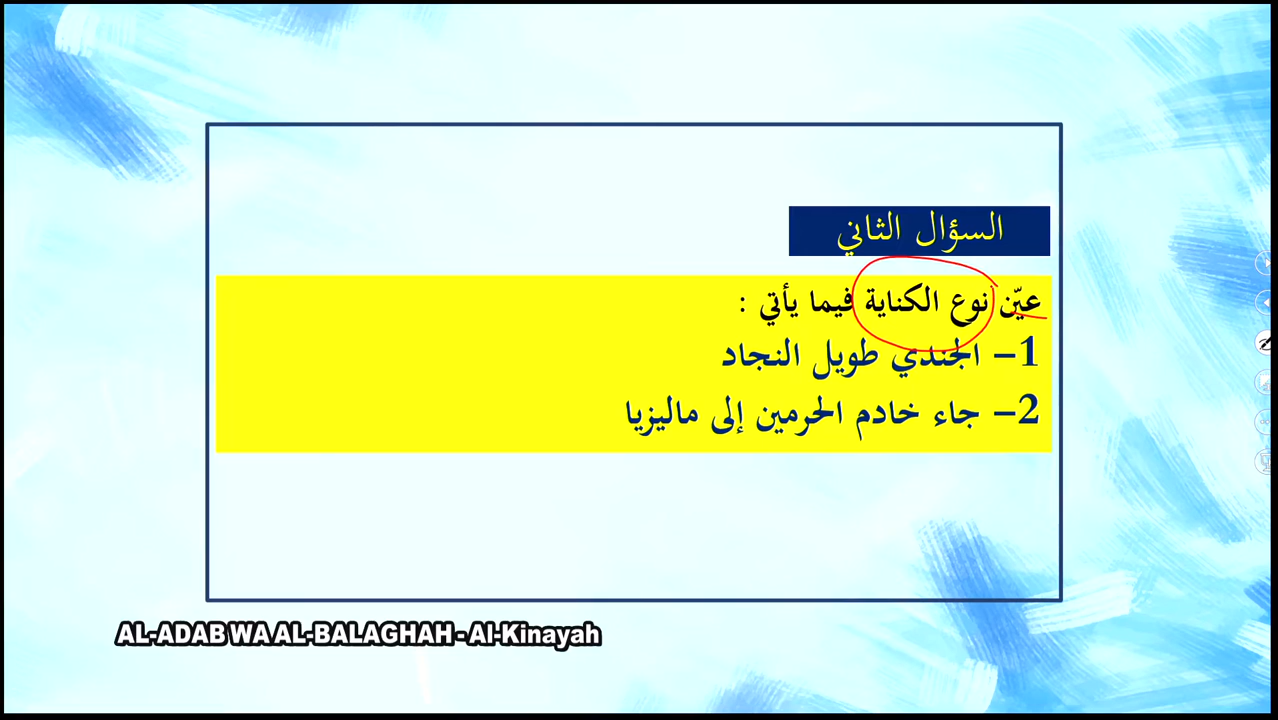 السؤال الثاني
عيّن نوع الكناية فيما يأتي :
1- الجندي طويل النجاد
2- جاء خادم الحرمين إلى ماليزيا
AL-ADAB WA AL-BALAGHAH - Al-Kinayah